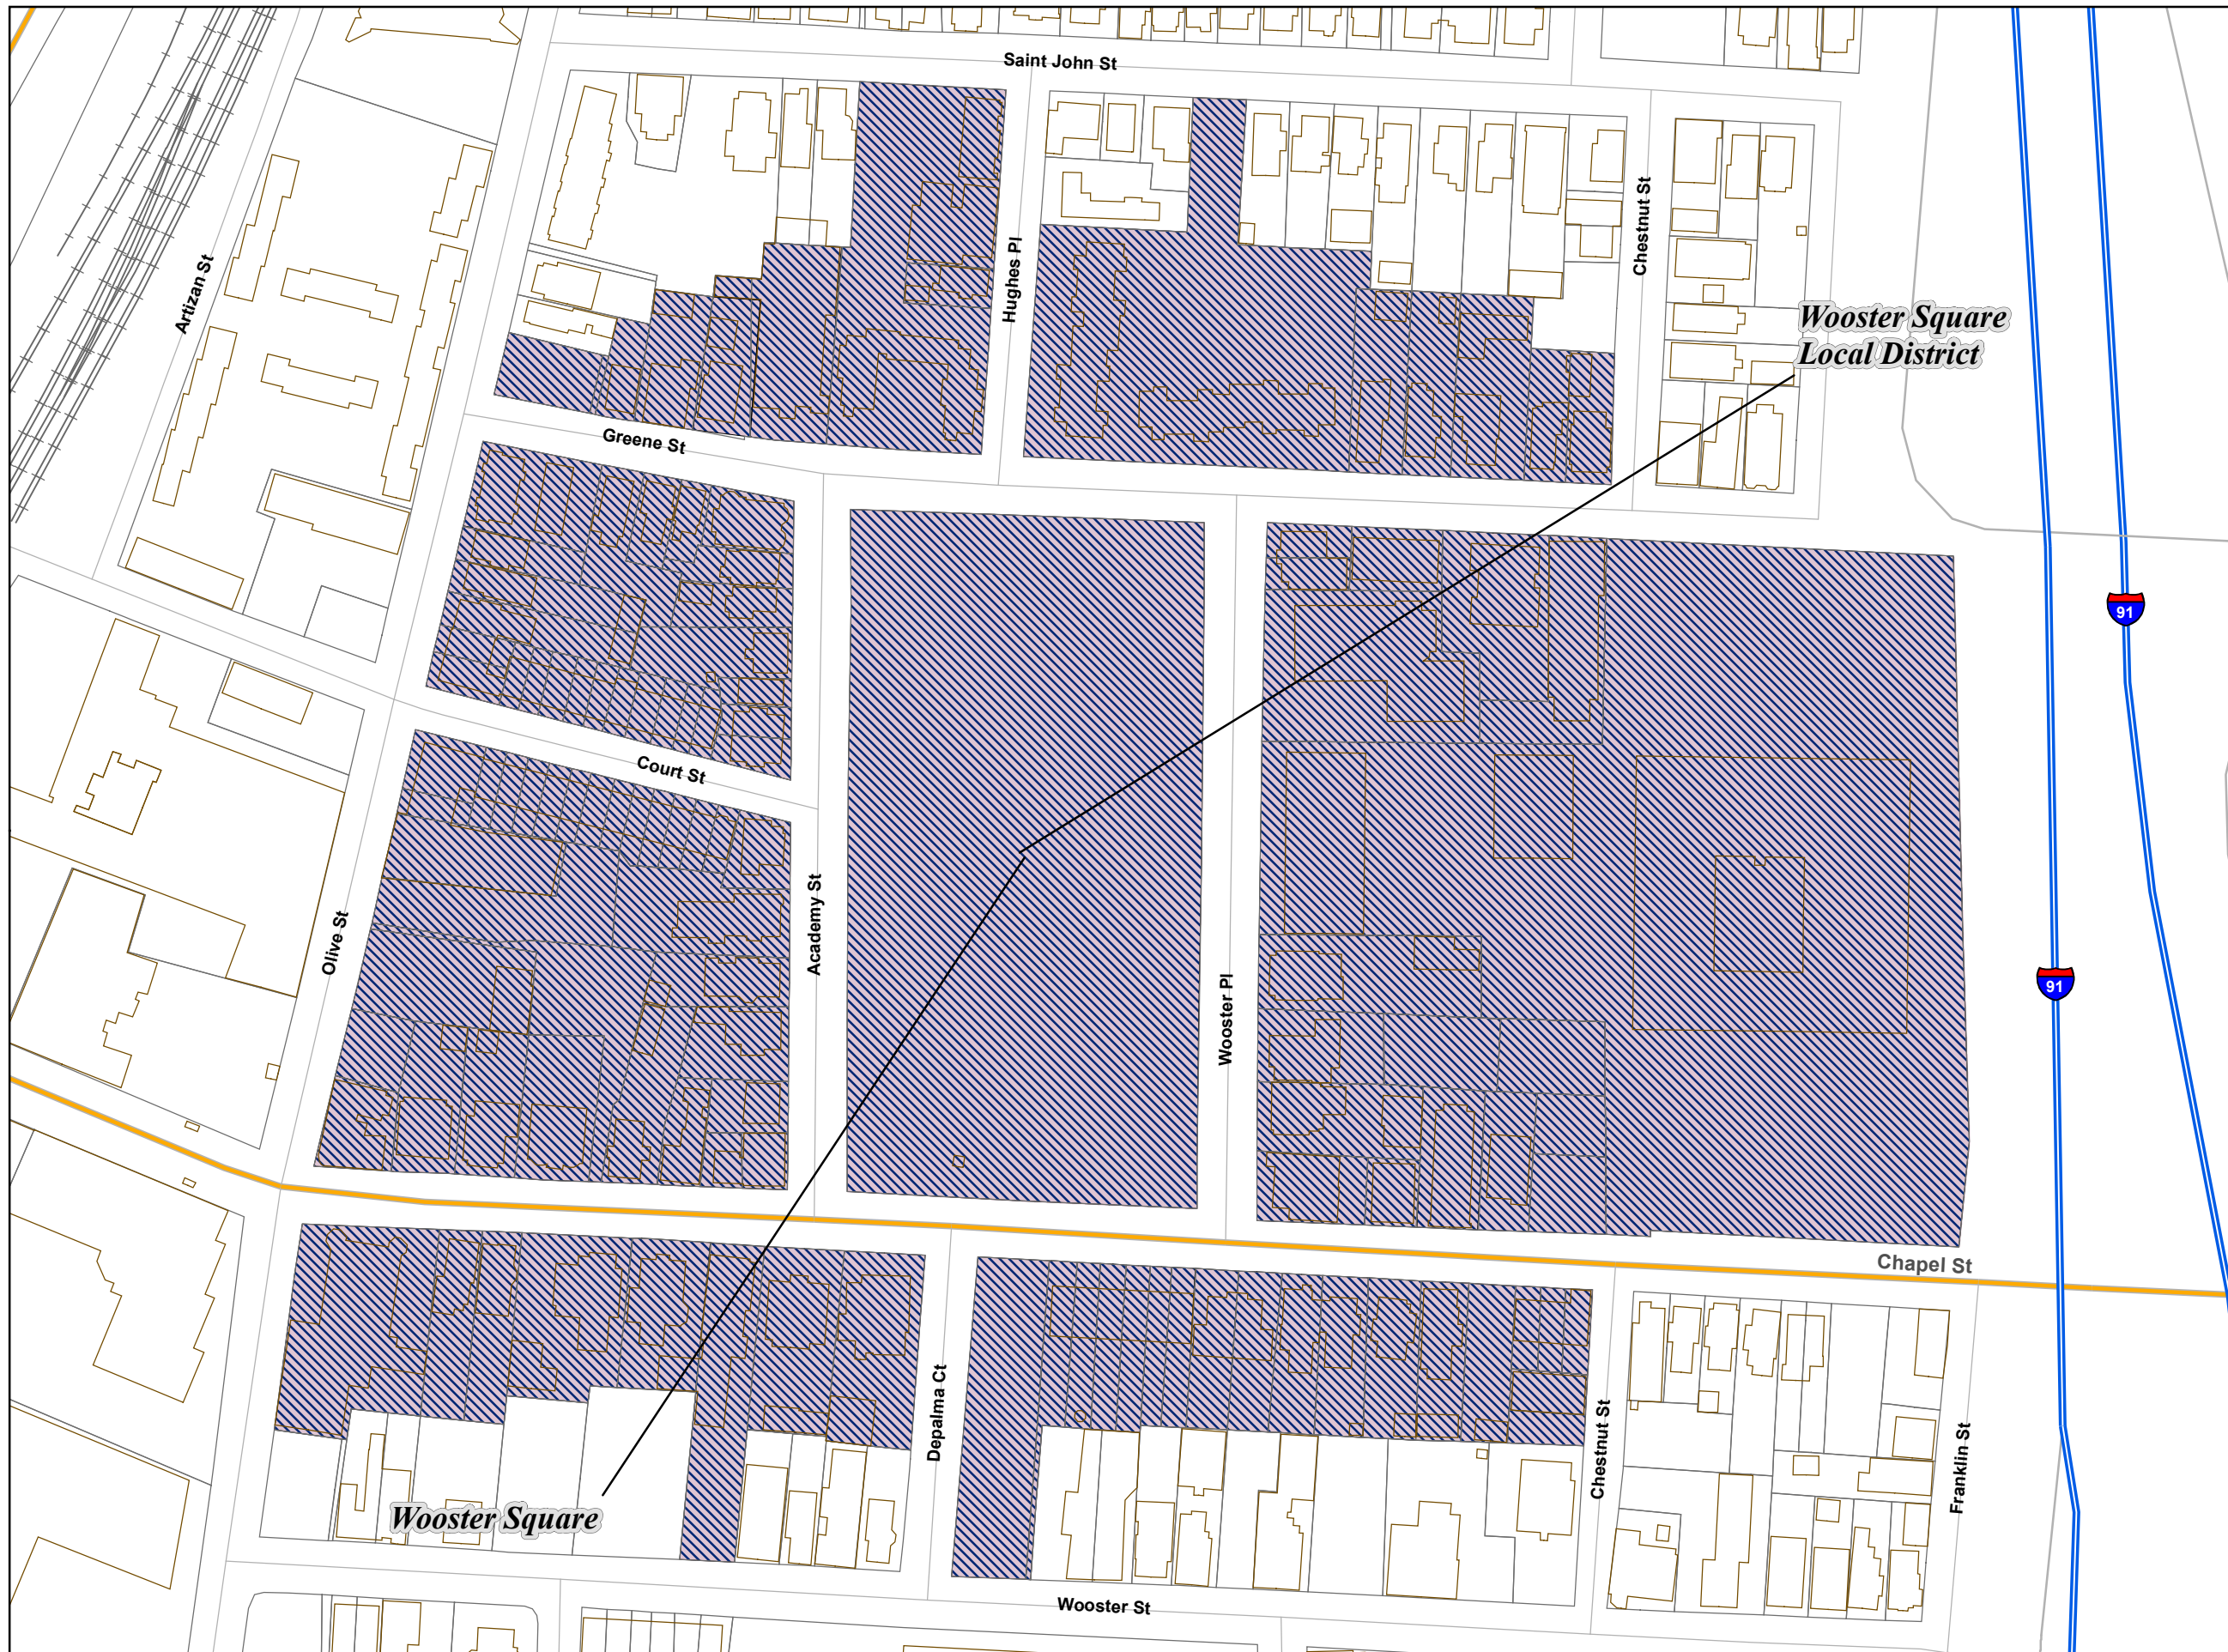 Saint John St
Artizan St
Hughes Pl
Chestnut St
Wooster Square
Local District
Greene St
91
Court St
Olive St
Academy St
Wooster Pl
91
Chapel St
Depalma Ct
Chestnut St
Franklin St
Wooster Square
Wooster St